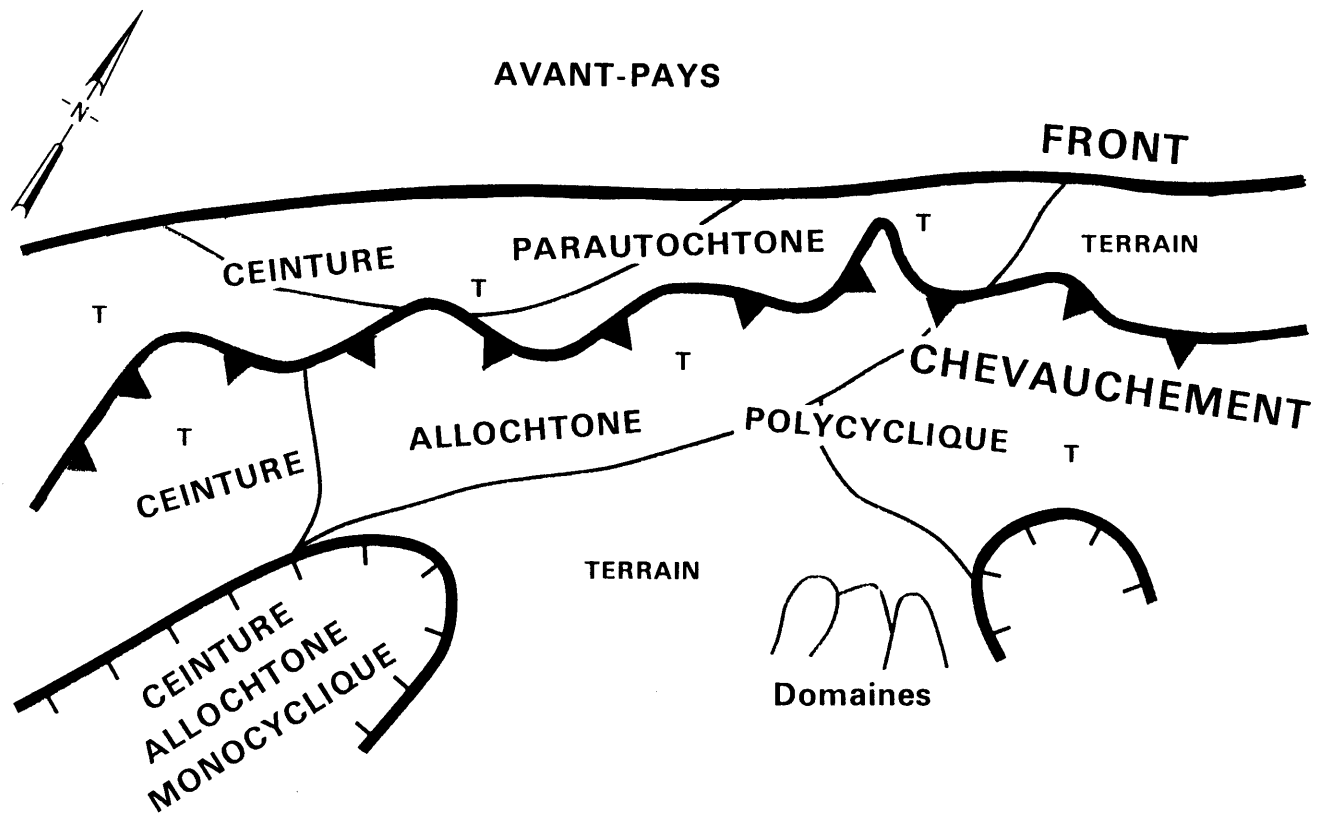 N
AVANT-PAYS
FRONT
T
CEINTURE PARAUTOCHTONE
TERRAIN
T
T
T
CHEVAUCHEMENT
T
CEINTURE ALLOCHTONE POLYCYCLIQUE
T
TERRAIN
CEINTURE
ALLOCHTONE
MONOCYCLIQUE
Domaines